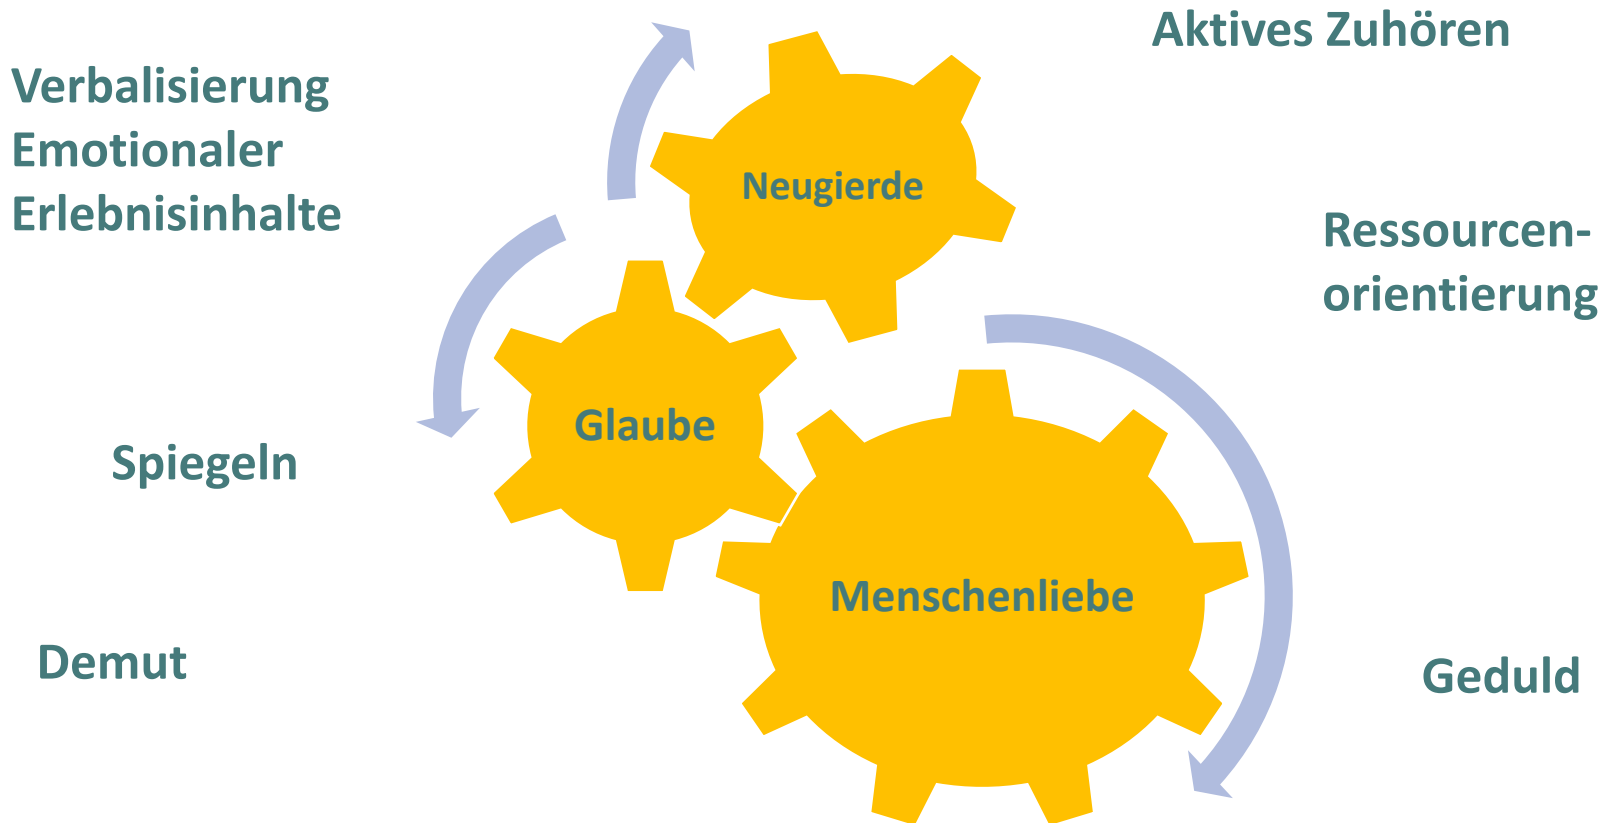 Aktives Zuhören
Verbalisierung
Emotionaler
Erlebnisinhalte
Neugierde
Ressourcen-
orientierung
Glaube
Spiegeln
Menschenliebe
Demut
Geduld